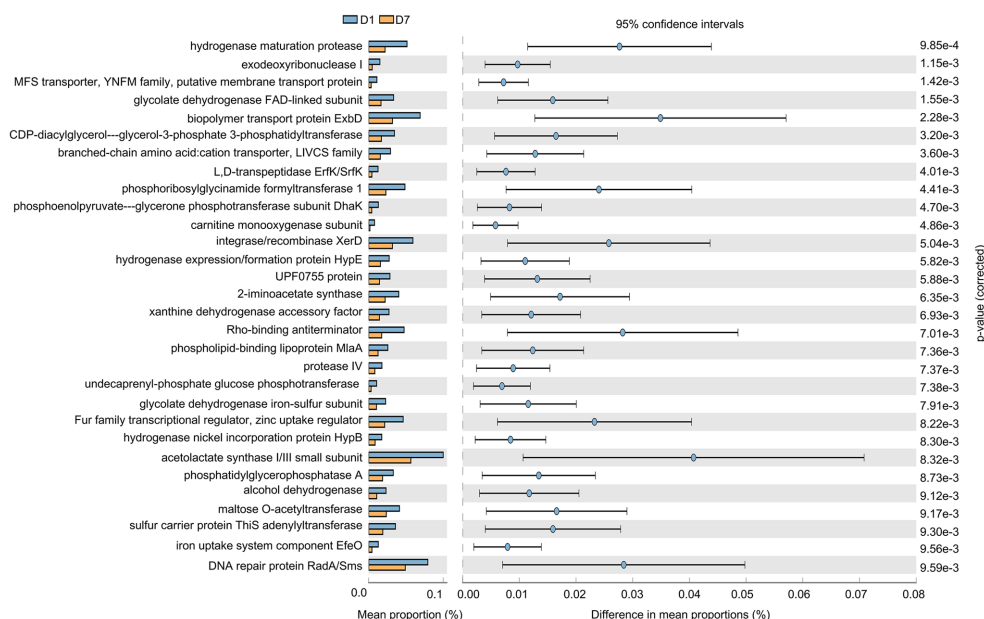 D1 D7
95% confidence intervals
hydrogenase maturation protease 9.85e-4
exodeoxyribonuclease I 1.15e-3
MFS transporter, YNFM family, putative membrane transport protein 1.42e-3
glycolate dehydrogenase FAD-linked subunit 1.55e-3
biopolymer transport protein ExbD 2.28e-3
CDP-diacylglycerol---glycerol-3-phosphate 3-phosphatidyltransferase 3.20e-3
branched-chain amino acid:cation transporter, LIVCS family 3.60e-3
L,D-transpeptidase ErfK/SrfK 4.01e-3
phosphoribosylglycinamide formyltransferase 1 4.41e-3
phosphoenolpyruvate---glycerone phosphotransferase subunit DhaK 4.70e-3
carnitine monooxygenase subunit 4.86e-3
integrase/recombinase XerD 5.04e-3
hydrogenase expression/formation protein HypE 5.82e-3
UPF0755 protein 5.88e-3
2-iminoacetate synthase 6.35e-3
xanthine dehydrogenase accessory factor 6.93e-3
Rho-binding antiterminator 7.01e-3
phospholipid-binding lipoprotein MlaA 7.36e-3
protease IV 7.37e-3
undecaprenyl-phosphate glucose phosphotransferase 7.38e-3
glycolate dehydrogenase iron-sulfur subunit 7.91e-3
Fur family transcriptional regulator, zinc uptake regulator 8.22e-3
hydrogenase nickel incorporation protein HypB 8.30e-3
acetolactate synthase I/III small subunit 8.32e-3
phosphatidylglycerophosphatase A 8.73e-3
alcohol dehydrogenase 9.12e-3
maltose O-acetyltransferase 9.17e-3
sulfur carrier protein ThiS adenylyltransferase 9.30e-3
iron uptake system component EfeO 9.56e-3
DNA repair protein RadA/Sms 9.59e-3
p-value (corrected)
0.0 0.1 0.00 0.01 0.02 0.03 0.04 0.05 0.06 0.07 0.08
Mean proportion (%) Difference in mean proportions (%)